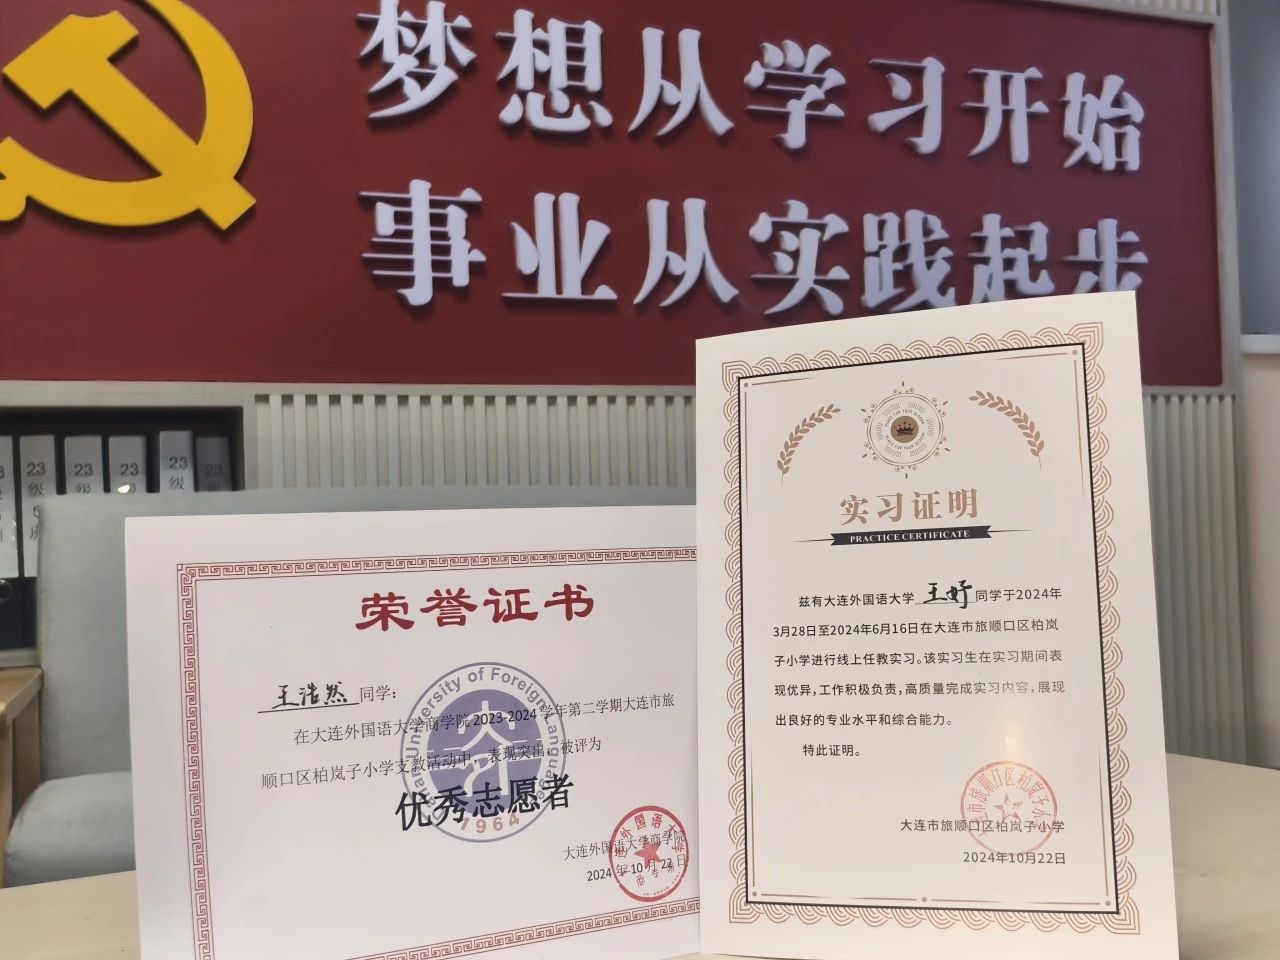 梦想从学习开始
事业从实践起步
23
级
23
级
23
级
23
级
23
荣誉证书
王浩然 同学：
在大连外国语大学商学院2023-2024学年第二学期大连市旅
顺口区柏岚子小学支教活动中，表现突出，被评为
优秀志愿者
University of Foreign Languages
1964
大连外国语大学商学院
2024年10月22日
实习证明
PRACTICE CERTIFICATE
兹有大连外国语大学 王妤 同学于2024年
3月28日至2024年6月16日在大连市旅顺口区柏岚
子小学进行线上任教实习。该实习生在实习期间表
现优异，工作积极负责，高质量完成实习内容，展现
出良好的专业水平和综合能力。
特此证明。
大连市旅顺口区柏岚子小学
2024年10月22日